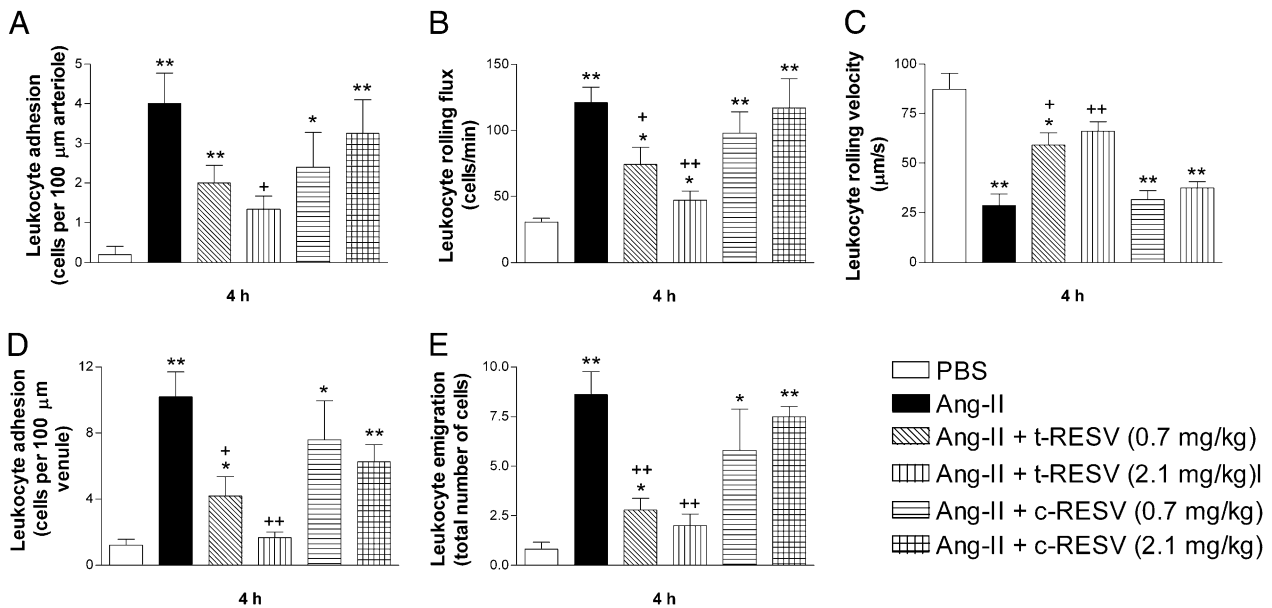 A
Leukocyte adhesion
(cells per 100 μm arteriole)
5
4
3
2
1
0
**
**
+
*
**
4 h
B
Leukocyte rolling flux
(cells/min)
150
100
50
0
**
+
*
++
*
**
**
4 h
C
Leukocyte rolling velocity
(μm/s)
100
75
50
25
0
**
+
*
++
**
**
4 h
D
Leukocyte adhesion
(cells per 100 μm
venule)
12
8
4
0
**
+
*
++
*
**
4 h
E
Leukocyte emigration
(total number of cells)
10.0
7.5
5.0
2.5
0.0
**
++
*
++
*
**
4 h
PBS
Ang-II
Ang-II + t-RESV (0.7 mg/kg)
Ang-II + t-RESV (2.1 mg/kg)l
Ang-II + c-RESV (0.7 mg/kg)
Ang-II + c-RESV (2.1 mg/kg)